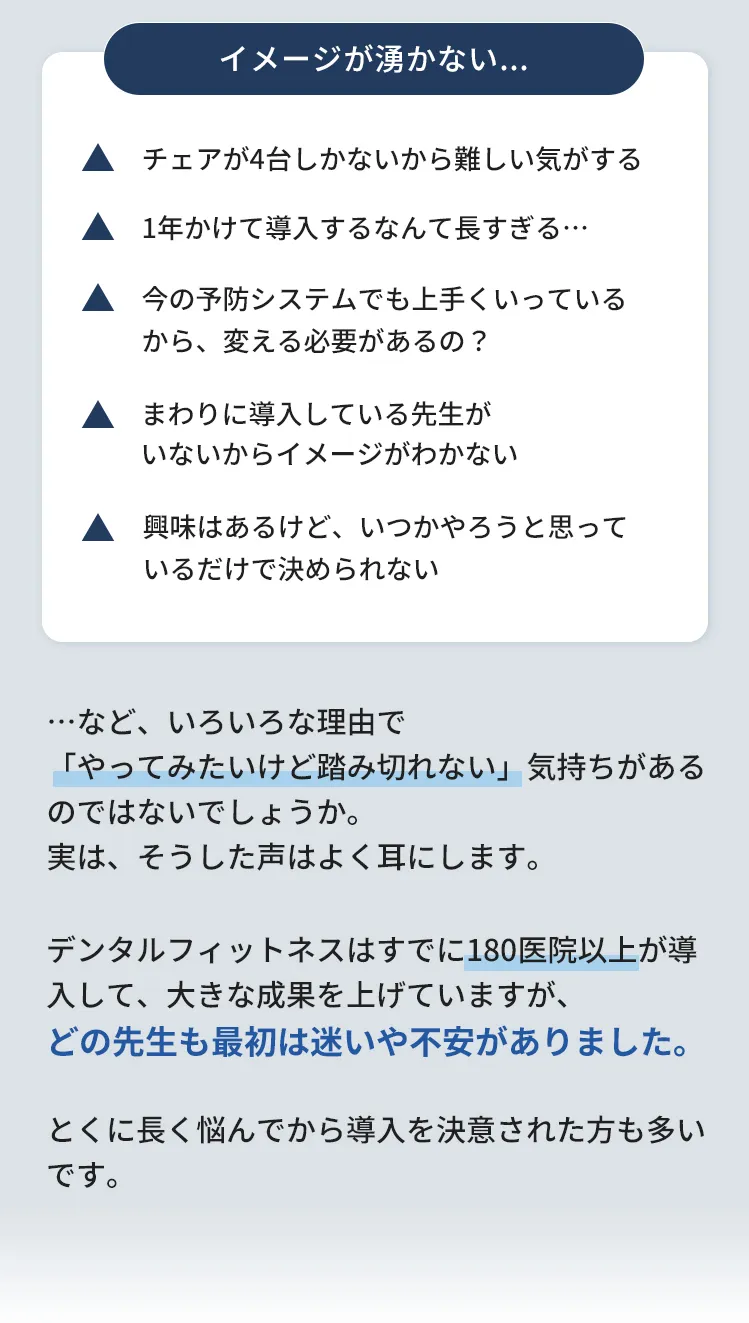 イメージが湧かない...
チェアが4台しかないから難しい気がする
1年かけて導入するなんて長すぎる…
今の予防システムでも上手くいっている
から、変える必要があるの？
まわりに導入している先生が
いないからイメージがわかない
興味はあるけど、いつかやろうと思って
いるだけで決められない
…など、いろいろな理由で
「やってみたいけど踏み切れない」気持ちがある
のではないでしょうか。
実は、そうした声はよく耳にします。
デンタルフィットネスはすでに180医院以上が導
入して、大きな成果を上げていますが、
どの先生も最初は迷いや不安がありました。
とくに長く悩んでから導入を決意された方も多い
です。